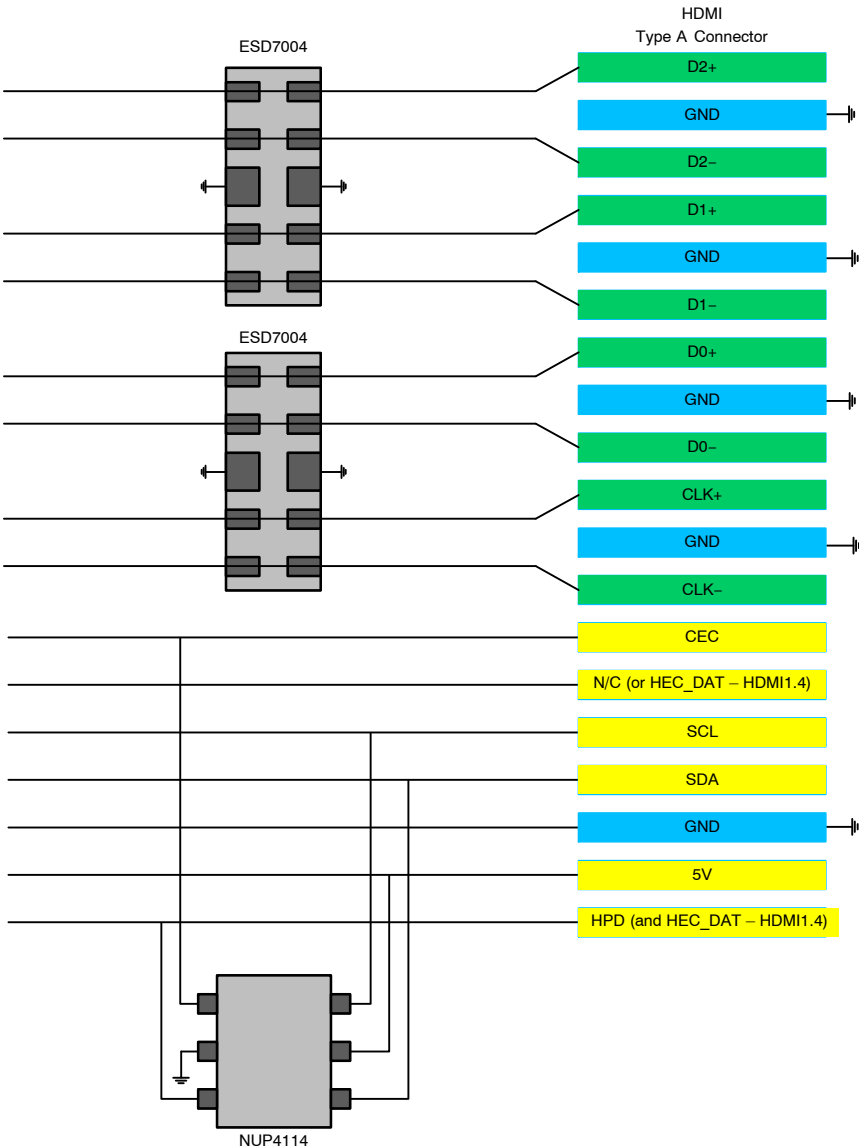 HDMI
Type A Connector
ESD7004
D2+
GND
D2−
D1+
GND
D1−
ESD7004
D0+
GND
D0−
CLK+
GND
CLK−
CEC
N/C (or HEC_DAT – HDMI1.4)
SCL
SDA
GND
5V
HPD (and HEC_DAT – HDMI1.4)
NUP4114